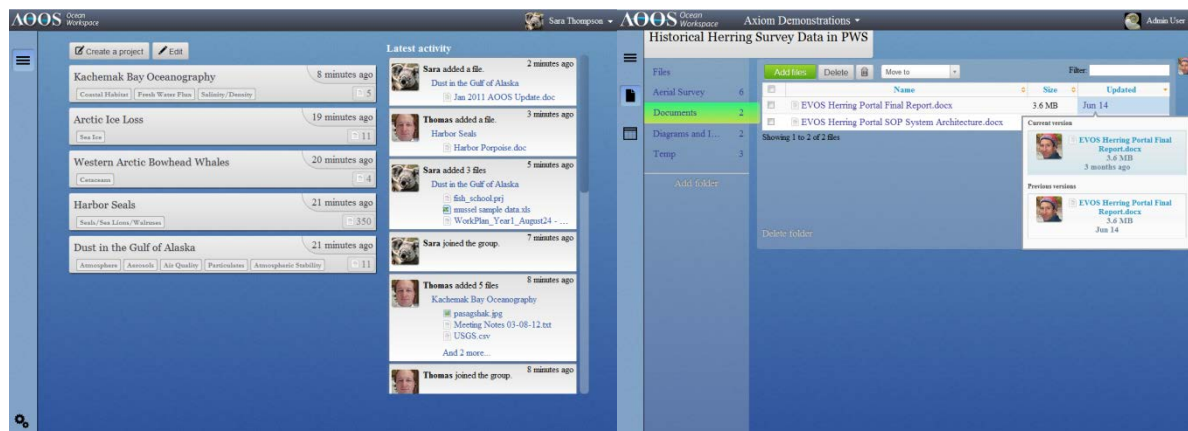 AOOS Ocean Workspace
Sara Thompson
Create a project
Edit
Kachemak Bay Oceanography
8 minutes ago
Coastal Habitat
Fresh Water Flux
Salinity/Density
5
Arctic Ice Loss
19 minutes ago
Sea Ice
11
Western Arctic Bowhead Whales
20 minutes ago
Cetaceans
4
Harbor Seals
21 minutes ago
Seals/Sea Lions/Walruses
350
Dust in the Gulf of Alaska
21 minutes ago
Atmosphere
Aerosols
Air Quality
Particulates
Atmospheric Stability
11
Latest activity
2 minutes ago
Sara added a file.
Dust in the Gulf of Alaska
Jan 2011 AOOS Update.doc
3 minutes ago
Thomas added a file.
Harbor Seals
Harbor Porpoise.doc
5 minutes ago
Sara added 3 files
Dust in the Gulf of Alaska
fish_school.prj
mussel sample data.xls
WorkPlan_Year1_August24 - ...
7 minutes ago
Sara joined the group.
8 minutes ago
Thomas added 5 files
Kachemak Bay Oceanography
pasagshak.jpg
Meeting Notes 03-08-12.txt
USGS.csv
And 2 more...
8 minutes ago
Thomas joined the group.
AOOS Ocean Workspace
Axiom Demonstrations
Admin User
Historical Herring Survey Data in PWS
Files
Aerial Survey 6
Documents 2
Diagrams and I... 2
Temp 3
Add folder
Delete folder
Add files
Delete
Move to
Filter:
Name Size Updated
EVOS Herring Portal Final Report.docx 3.6 MB Jun 14
EVOS Herring Portal SOP System Architecture.docx
Showing 1 to 2 of 2 files
Current version
EVOS Herring Portal Final
Report.docx
3.6 MB
3 months ago
Previous versions
EVOS Herring Portal Final
Report.docx
3.6 MB
Jun 14